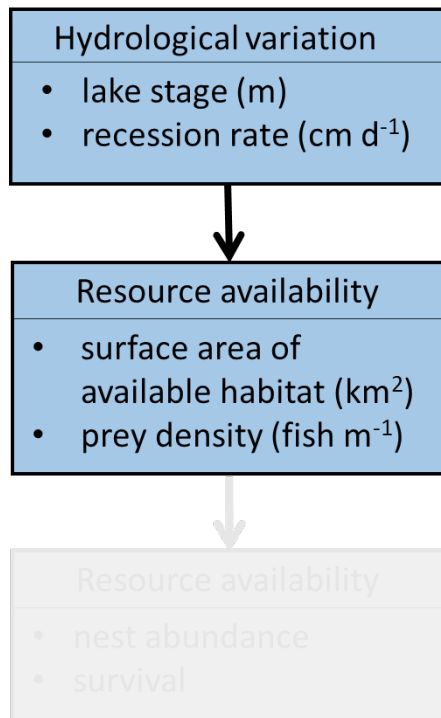 Hydrological variation
• lake stage (m)
• recession rate (cm d⁻¹)
Resource availability
• surface area of
available habitat (km²)
• prey density (fish m⁻¹)
Resource availability
• nest abundance
• survival